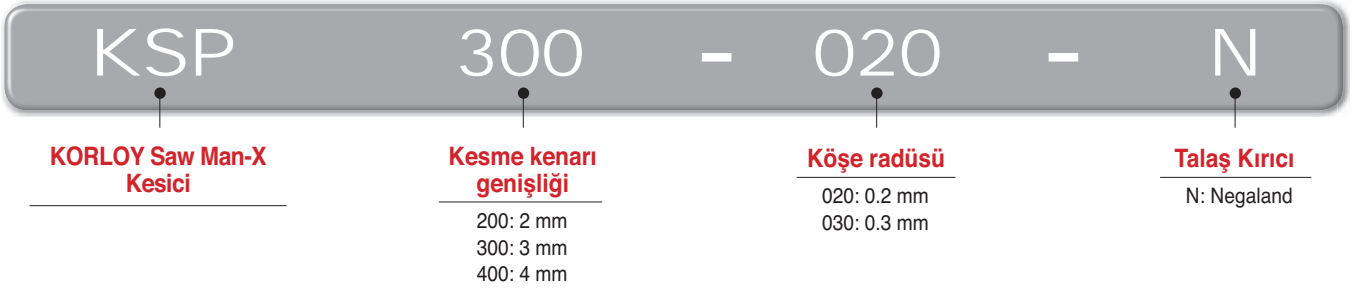 KSP 300 - 020 - N
KORLOY Saw Man-X
Kesici
Kesme kenarı
genişliği
200: 2 mm
300: 3 mm
400: 4 mm
Köşe radüsü
020: 0.2 mm
030: 0.3 mm
Talaş Kırıcı
N: Negaland